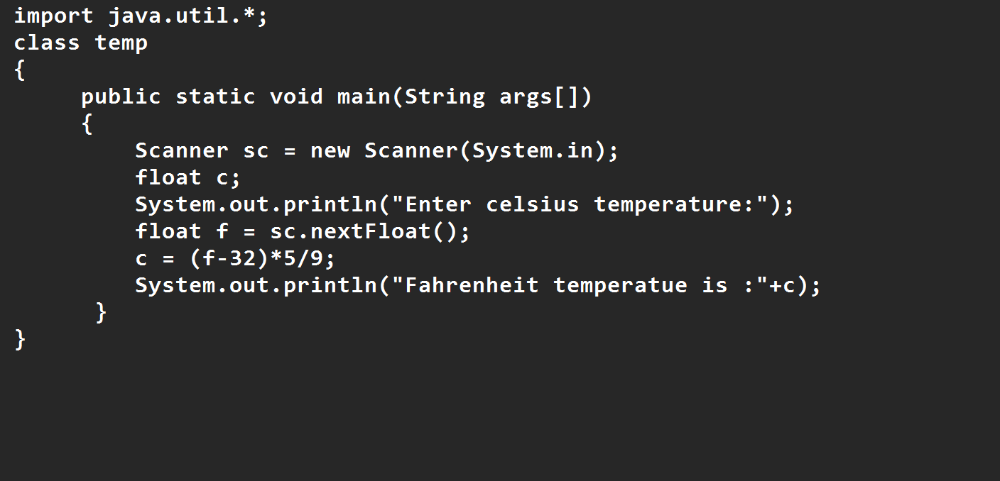 import java.util.*;
class temp
{
     public static void main(String args[])
     {
         Scanner sc = new Scanner(System.in);
         float c;
         System.out.println("Enter celsius temperature:");
         float f = sc.nextFloat();
         c = (f-32)*5/9;
         System.out.println("Fahrenheit temperatue is :"+c);
      }
}